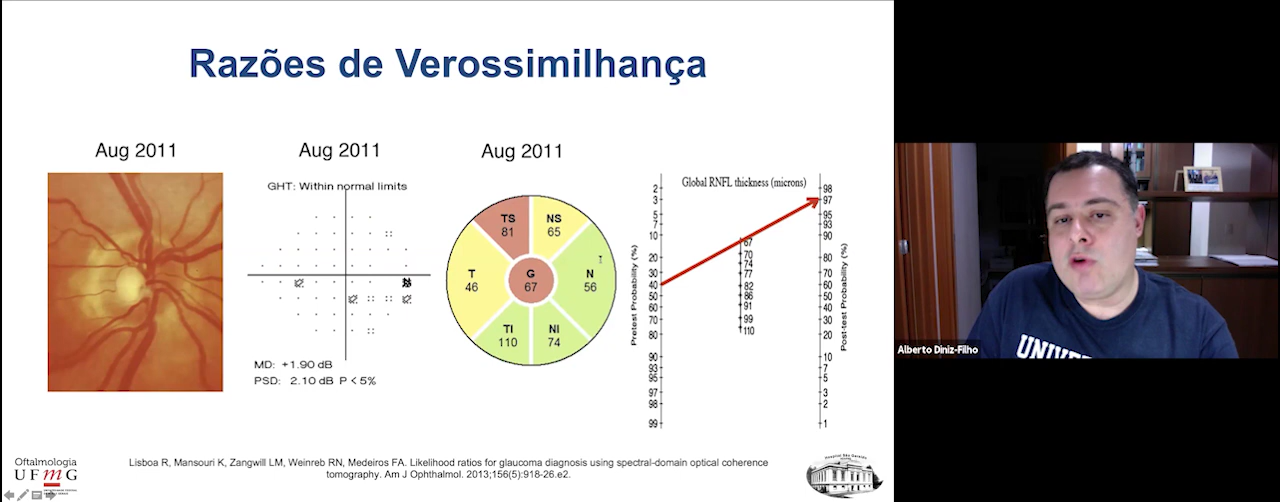 Razões de Verossimilhança
Aug 2011
Aug 2011
Aug 2011
GHT: Within normal limits
MD: +1.90 dB
PSD: 2.10 dB P < 5%
TS
81
NS
65
T
46
G
67
N
56
TI
110
NI
74
Global RNFL thickness (microns)
Pretest Probability (%)
2
3
5
7
10
20
30
40
50
60
70
80
90
93
95
97
98
99
67
70
74
77
82
86
91
99
110
98
97
95
93
90
80
70
60
50
40
30
20
10
7
5
3
2
1
Post-test Probability (%)
Alberto Diniz-Filho
UNIVE
Oftalmologia
UFmG
Lisboa R, Mansouri K, Zangwill LM, Weinreb RN, Medeiros FA. Likelihood ratios for glaucoma diagnosis using spectral-domain optical coherence
tomography. Am J Ophthalmol. 2013;156(5):918-26.e2.
Hospital São Geraldo